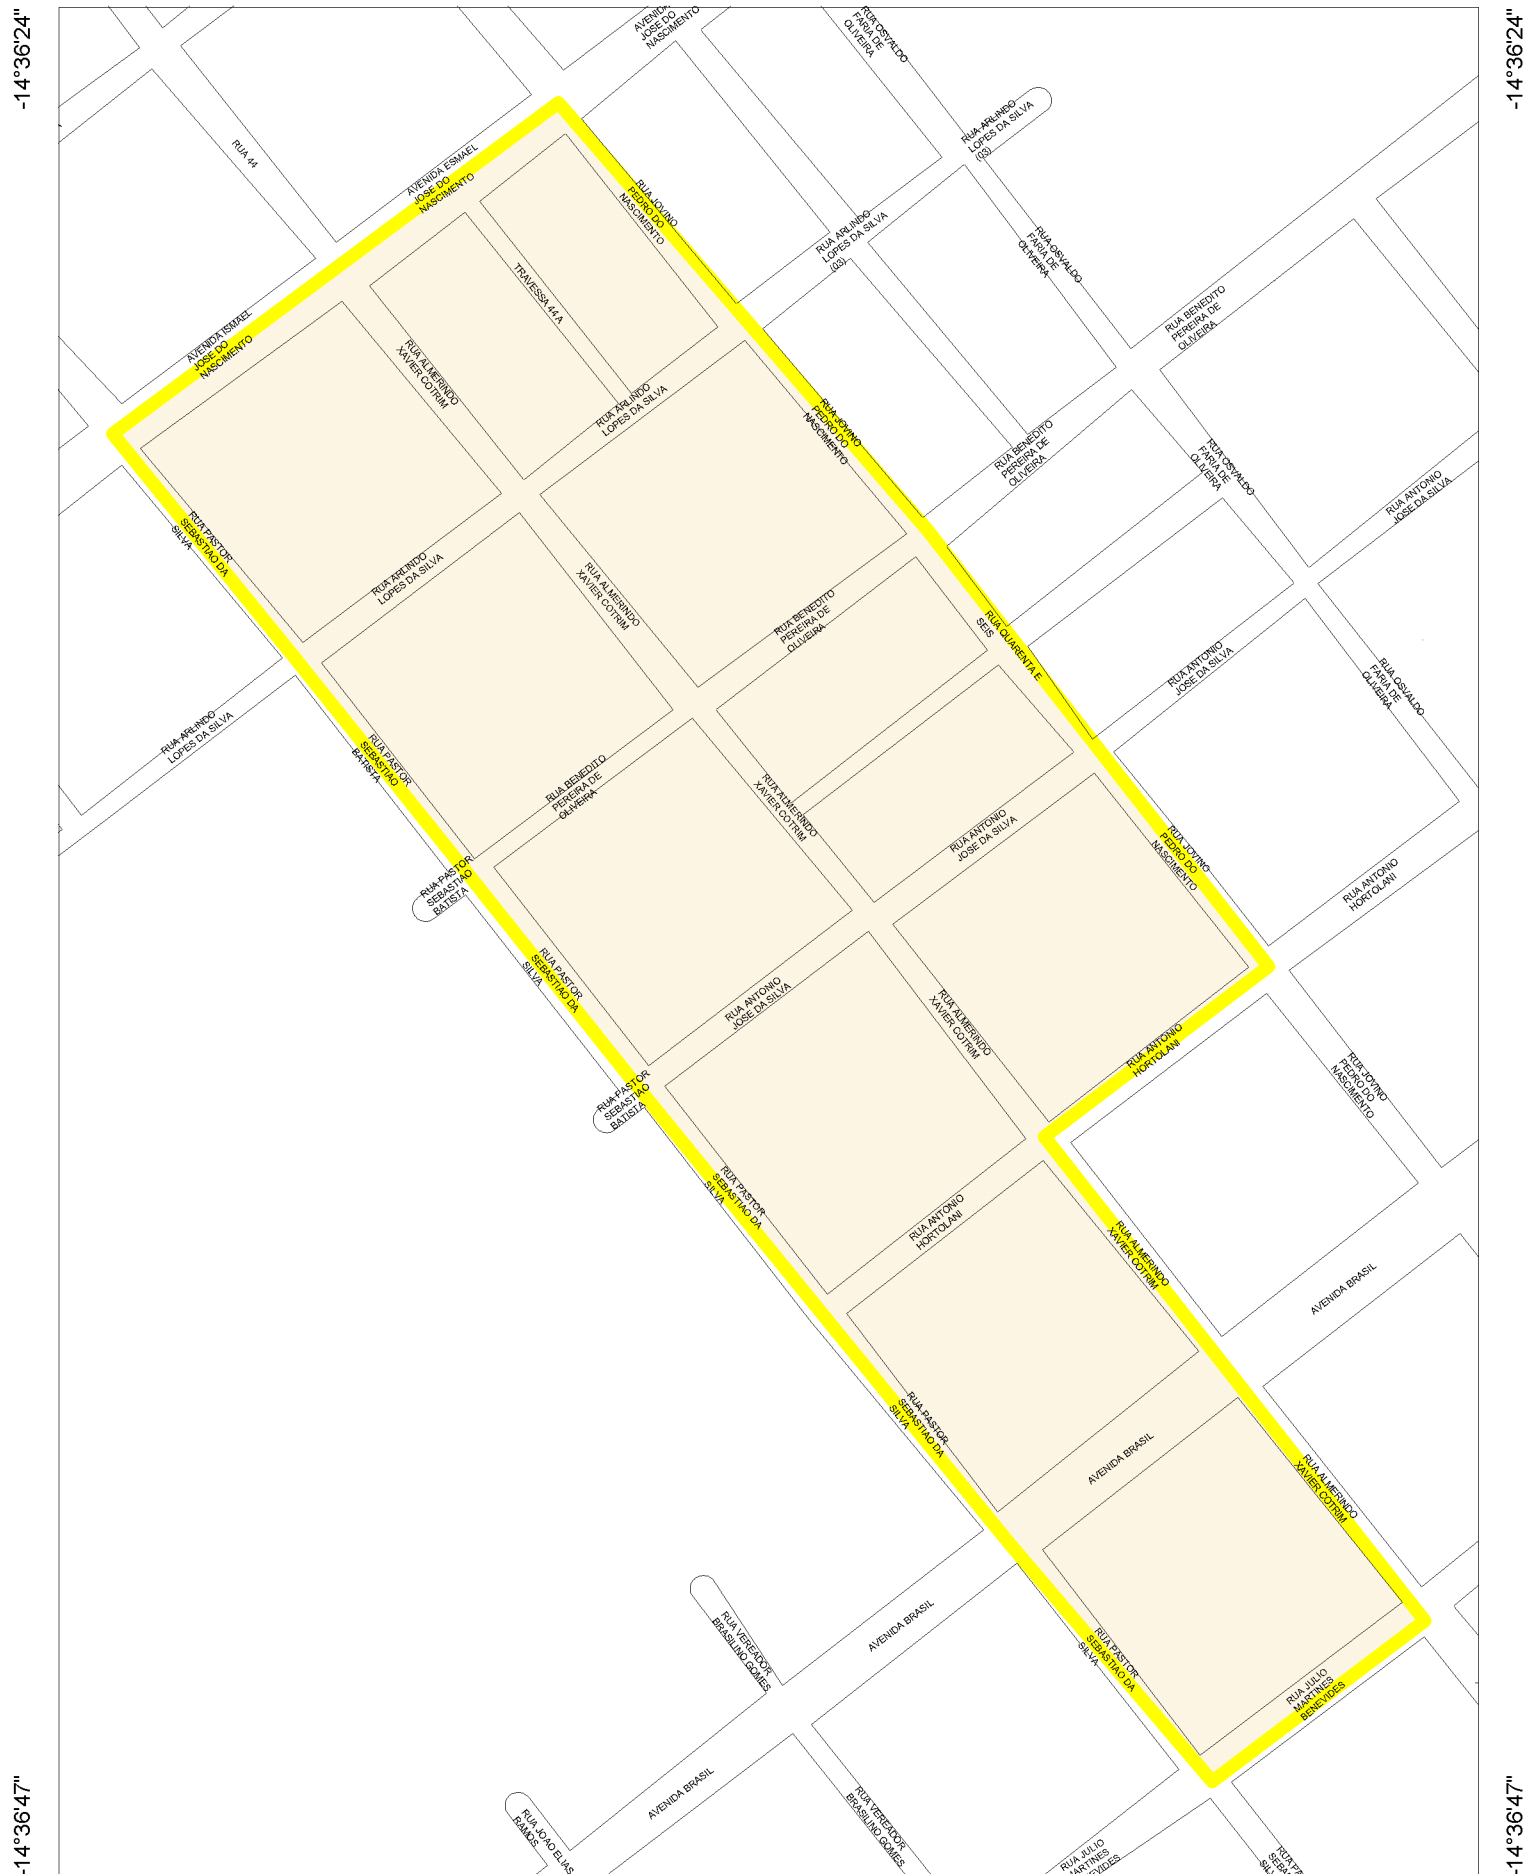 -14°36'24"
-14°36'24"
JOSE DO
NASCIMENTO
RUA OSVALDO
FARIA DE
OLIVEIRA
RUA ARLINDO
LOPES DA SILVA
(03)
RUA 44
AVENIDA ESMAEL
JOSE DO
NASCIMENTO
RUA JOVINO
PEDRO DO
NASCIMENTO
RUA ARLINDO
LOPES DA SILVA
(03)
RUA OSVALDO
FARIA DE
OLIVEIRA
TRAVESSA 44 A
RUA BENEDITO
PEREIRA DE
OLIVEIRA
AVENIDA ISMAEL
JOSE DO
NASCIMENTO
RUA ALMERINDO
XAVIER COTRIM
RUA ARLINDO
LOPES DA SILVA
RUA JOVINO
PEDRO DO
NASCIMENTO
RUA BENEDITO
PEREIRA DE
OLIVEIRA
RUA OSVALDO
FARIA DE
OLIVEIRA
RUA ANTONIO
JOSE DA SILVA
RUA PASTOR
SEBASTIAO DA
SILVA
RUA ARLINDO
LOPES DA SILVA
RUA ALMERINDO
XAVIER COTRIM
RUA BENEDITO
PEREIRA DE
OLIVEIRA
RUA QUARENTA E
SEIS
RUA ANTONIO
JOSE DA SILVA
RUA OSVALDO
FARIA DE
OLIVEIRA
RUA ARLINDO
LOPES DA SILVA
RUA PASTOR
SEBASTIAO
BATISTA
RUA BENEDITO
PEREIRA DE
OLIVEIRA
RUA ALMERINDO
XAVIER COTRIM
RUA ANTONIO
JOSE DA SILVA
RUA JOVINO
PEDRO DO
NASCIMENTO
RUA ANTONIO
HORTOLANI
RUA PASTOR
SEBASTIAO
BATISTA
RUA PASTOR
SEBASTIAO DA
SILVA
RUA ANTONIO
JOSE DA SILVA
RUA ALMERINDO
XAVIER COTRIM
RUA ANTONIO
HORTOLANI
RUA JOVINO
PEDRO DO
NASCIMENTO
RUA PASTOR
SEBASTIAO
BATISTA
RUA PASTOR
SEBASTIAO DA
SILVA
RUA ANTONIO
HORTOLANI
RUA ALMERINDO
XAVIER COTRIM
AVENIDA BRASIL
RUA PASTOR
SEBASTIAO DA
SILVA
AVENIDA BRASIL
RUA ALMERINDO
XAVIER COTRIM
RUA VEREADOR
BRASILINO GOMES
AVENIDA BRASIL
RUA PASTOR
SEBASTIAO DA
SILVA
RUA JULIO
MARTINES
BENEVIDES
AVENIDA BRASIL
RUA VEREADOR
BRASILINO GOMES
RUA JOAO ELIAS
RAMOS
RUA JULIO
-14°36'47"
-14°36'47"